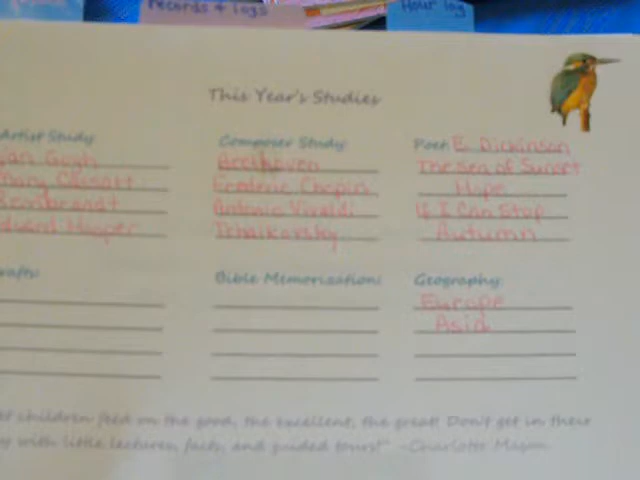 records + logs
Hour log
This Year's Studies
Artist Study:
Van Gogh
Mary Cassatt
Rembrandt
Edward Hopper
Composer Study:
Beethoven
Frederic Chopin
Antonio Vivaldi
Tchaikovsky
Poet: E. Dickinson
The Sea of Sunset
Hope
If I Can Stop
Autumn
rafts:
Bible Memorization:
Geography:
Europe
Asia
et children feed on the good, the excellent, the great! Don't get in their
y with little lectures, facts, and guided tours!" ~Charlotte Mason